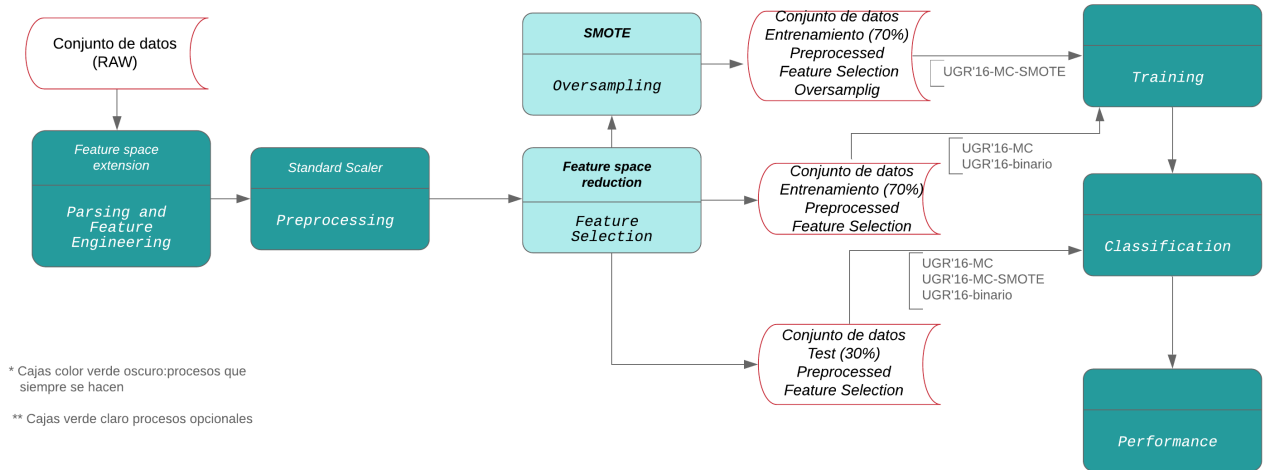 Conjunto de datos
(RAW)
Feature space
extension
Parsing and
Feature
Engineering
Standard Scaler
Preprocessing
SMOTE
Oversampling
Feature space
reduction
Feature
Selection
Conjunto de datos
Entrenamiento (70%)
Preprocessed
Feature Selection
Oversamplig
UGR'16-MC-SMOTE
Conjunto de datos
Entrenamiento (70%)
Preprocessed
Feature Selection
UGR'16-MC
UGR'16-binario
Conjunto de datos
Test (30%)
Preprocessed
Feature Selection
UGR'16-MC
UGR'16-MC-SMOTE
UGR'16-binario
Training
Classification
Performance
* Cajas color verde oscuro:procesos que
siempre se hacen
** Cajas verde claro procesos opcionales